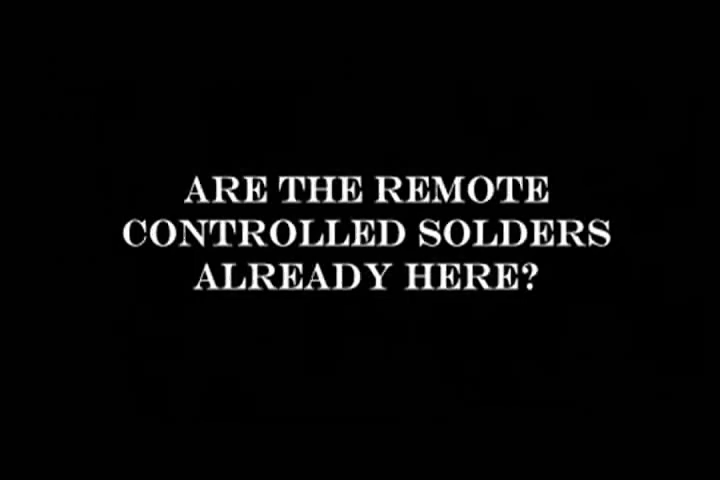 ARE THE REMOTE
CONTROLLED SOLDERS
ALREADY HERE?